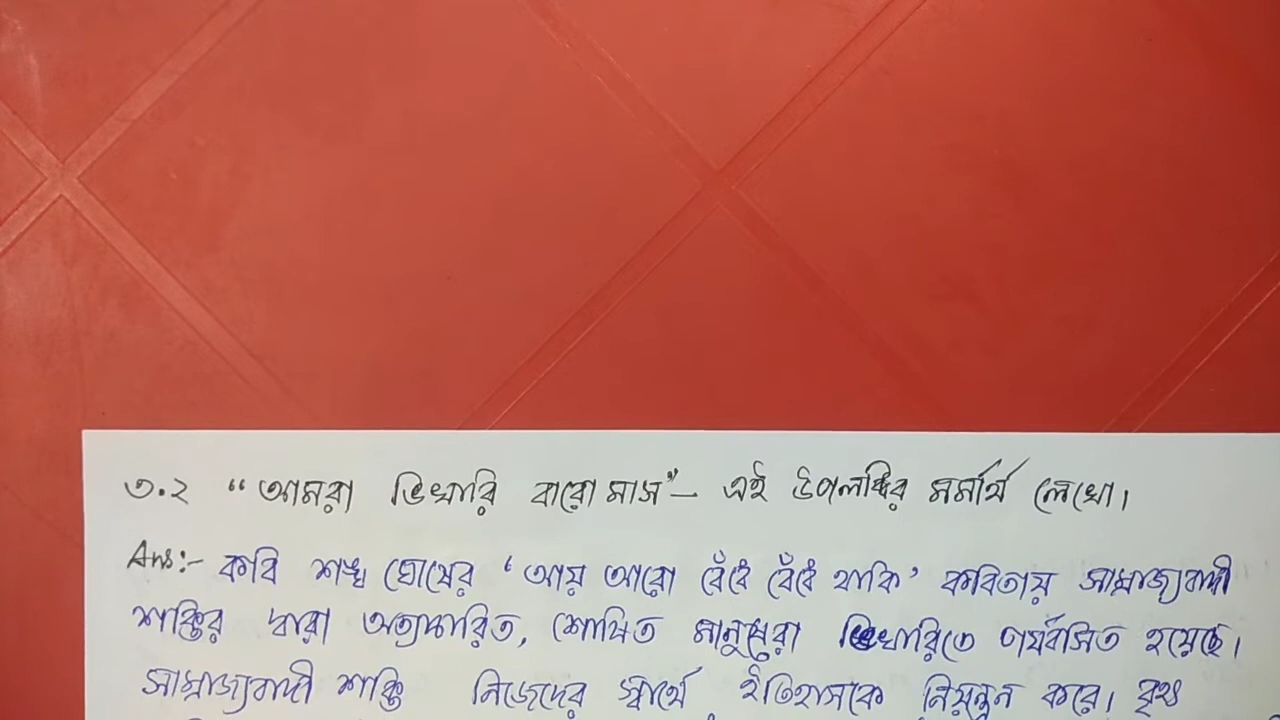 ৩.২ “আমরা ভিখারি বারোমাস” – এই উপলব্ধির মর্মার্থ লেখো।
Ans:- কবি শঙ্খ ঘোষের ‘আয় আরো বেঁধে বেঁধে থাকি’ কবিতায় সাম্রাজ্যবাদী
শক্তির দ্বারা অত্যাচারিত, শোষিত মানুষেরা ভিখারিতে পর্যবসিত হয়েছে।
সাম্রাজ্যবাদী শক্তি নিজেদের স্বার্থে ইতিহাসকে নিয়ন্ত্রন করে।